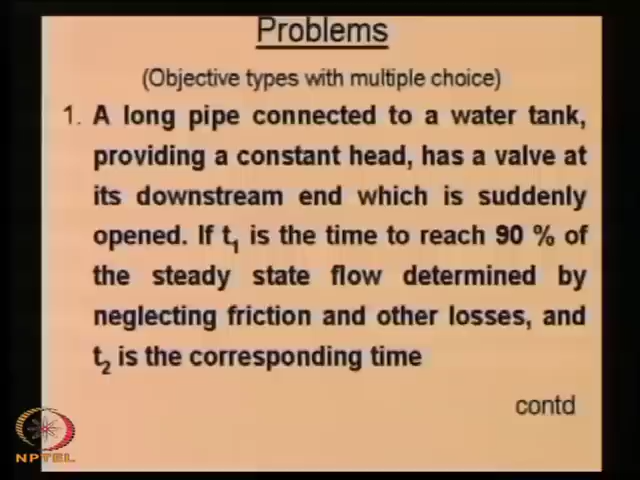 Problems
(Objective types with multiple choice)
1. A long pipe connected to a water tank,
providing a constant head, has a valve at
its downstream end which is suddenly
opened. If t₁ is the time to reach 90 % of
the steady state flow determined by
neglecting friction and other losses, and
t₂ is the corresponding time
contd
NPTEL